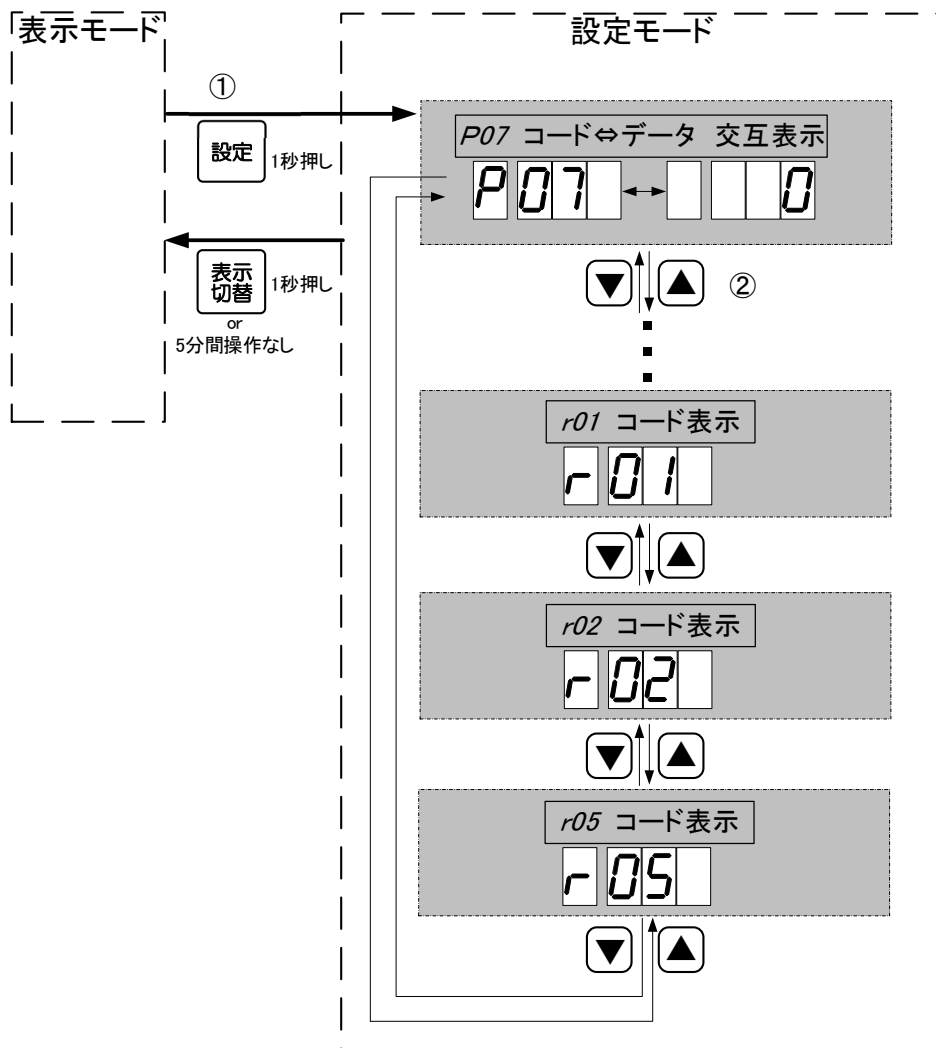 表示モード
設定モード
①
設定 1秒押し
P07 コード⇔データ 交互表示
P07 0
表示
切替 1秒押し
or
5分間操作なし
▼ ▲ ②
r01 コード表示
r01
▼ ▲
r02 コード表示
r02
▼ ▲
r05 コード表示
r05
▼ ▲